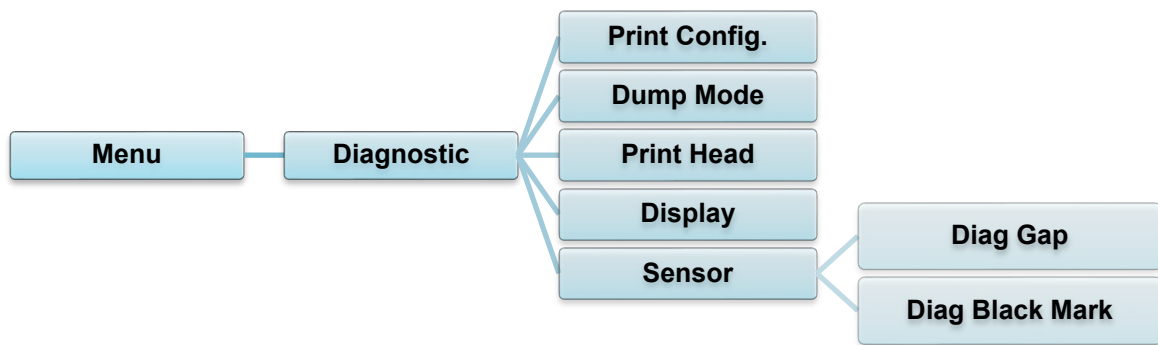 Menu
Diagnostic
Print Config.
Dump Mode
Print Head
Display
Sensor
Diag Gap
Diag Black Mark